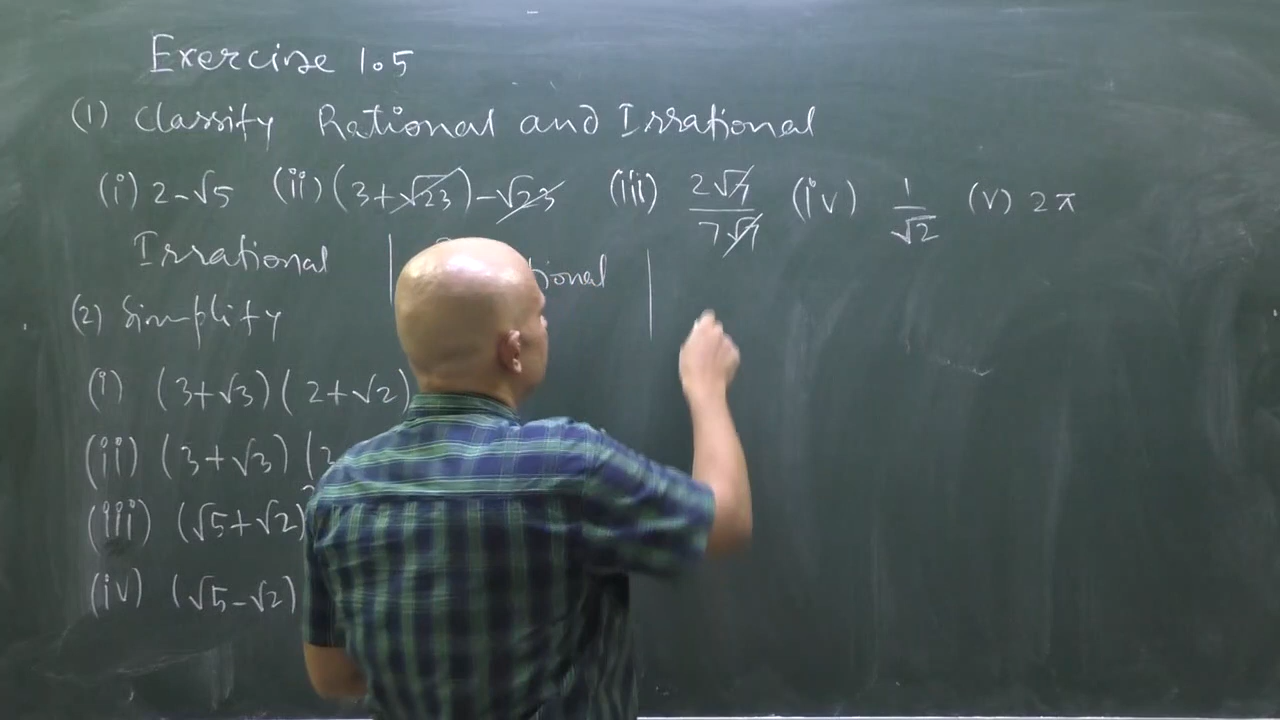 Exercise 1.5
(1) Classify Rational and Irrational
(i) 2-√5 (ii) (3+√23)-√23 (iii) 2√7/7√7 (iv) 1/√2 (v) 2π
Irrational
(2) Simplify
(i) (3+√3)(2+√2)
(ii) (3+√3)(
(iii) (√5+√2)
(iv) (√5-√2)